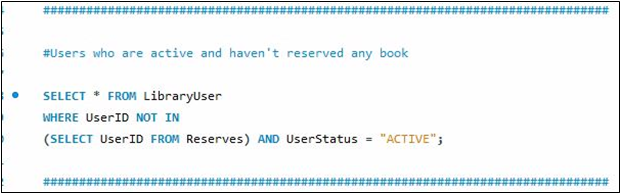 ################################################################################
#Users who are active and haven't reserved any book
SELECT * FROM LibraryUser
WHERE UserID NOT IN
(SELECT UserID FROM Reserves) AND UserStatus = "ACTIVE";
################################################################################